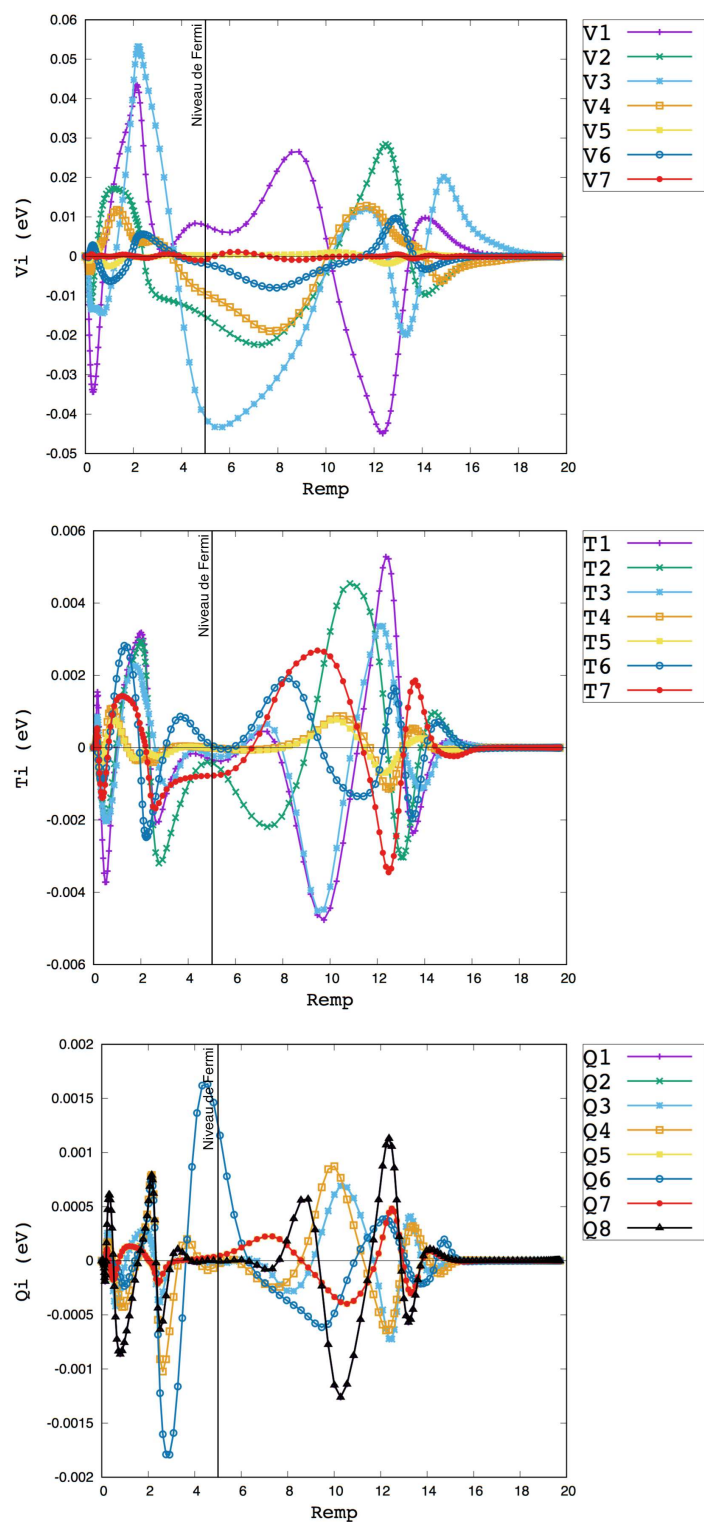 0.06
0.05
0.04
0.03
0.02
0.01
0
-0.01
-0.02
-0.03
-0.04
-0.05
Vi (eV)
0 2 4 6 8 10 12 14 16 18 20
Remp
Niveau de Fermi
V1
V2
V3
V4
V5
V6
V7
0.006
0.004
0.002
0
-0.002
-0.004
-0.006
Ti (eV)
0 2 4 6 8 10 12 14 16 18 20
Remp
Niveau de Fermi
T1
T2
T3
T4
T5
T6
T7
0.002
0.0015
0.001
0.0005
0
-0.0005
-0.001
-0.0015
-0.002
Qi (eV)
0 2 4 6 8 10 12 14 16 18 20
Remp
Niveau de Fermi
Q1
Q2
Q3
Q4
Q5
Q6
Q7
Q8